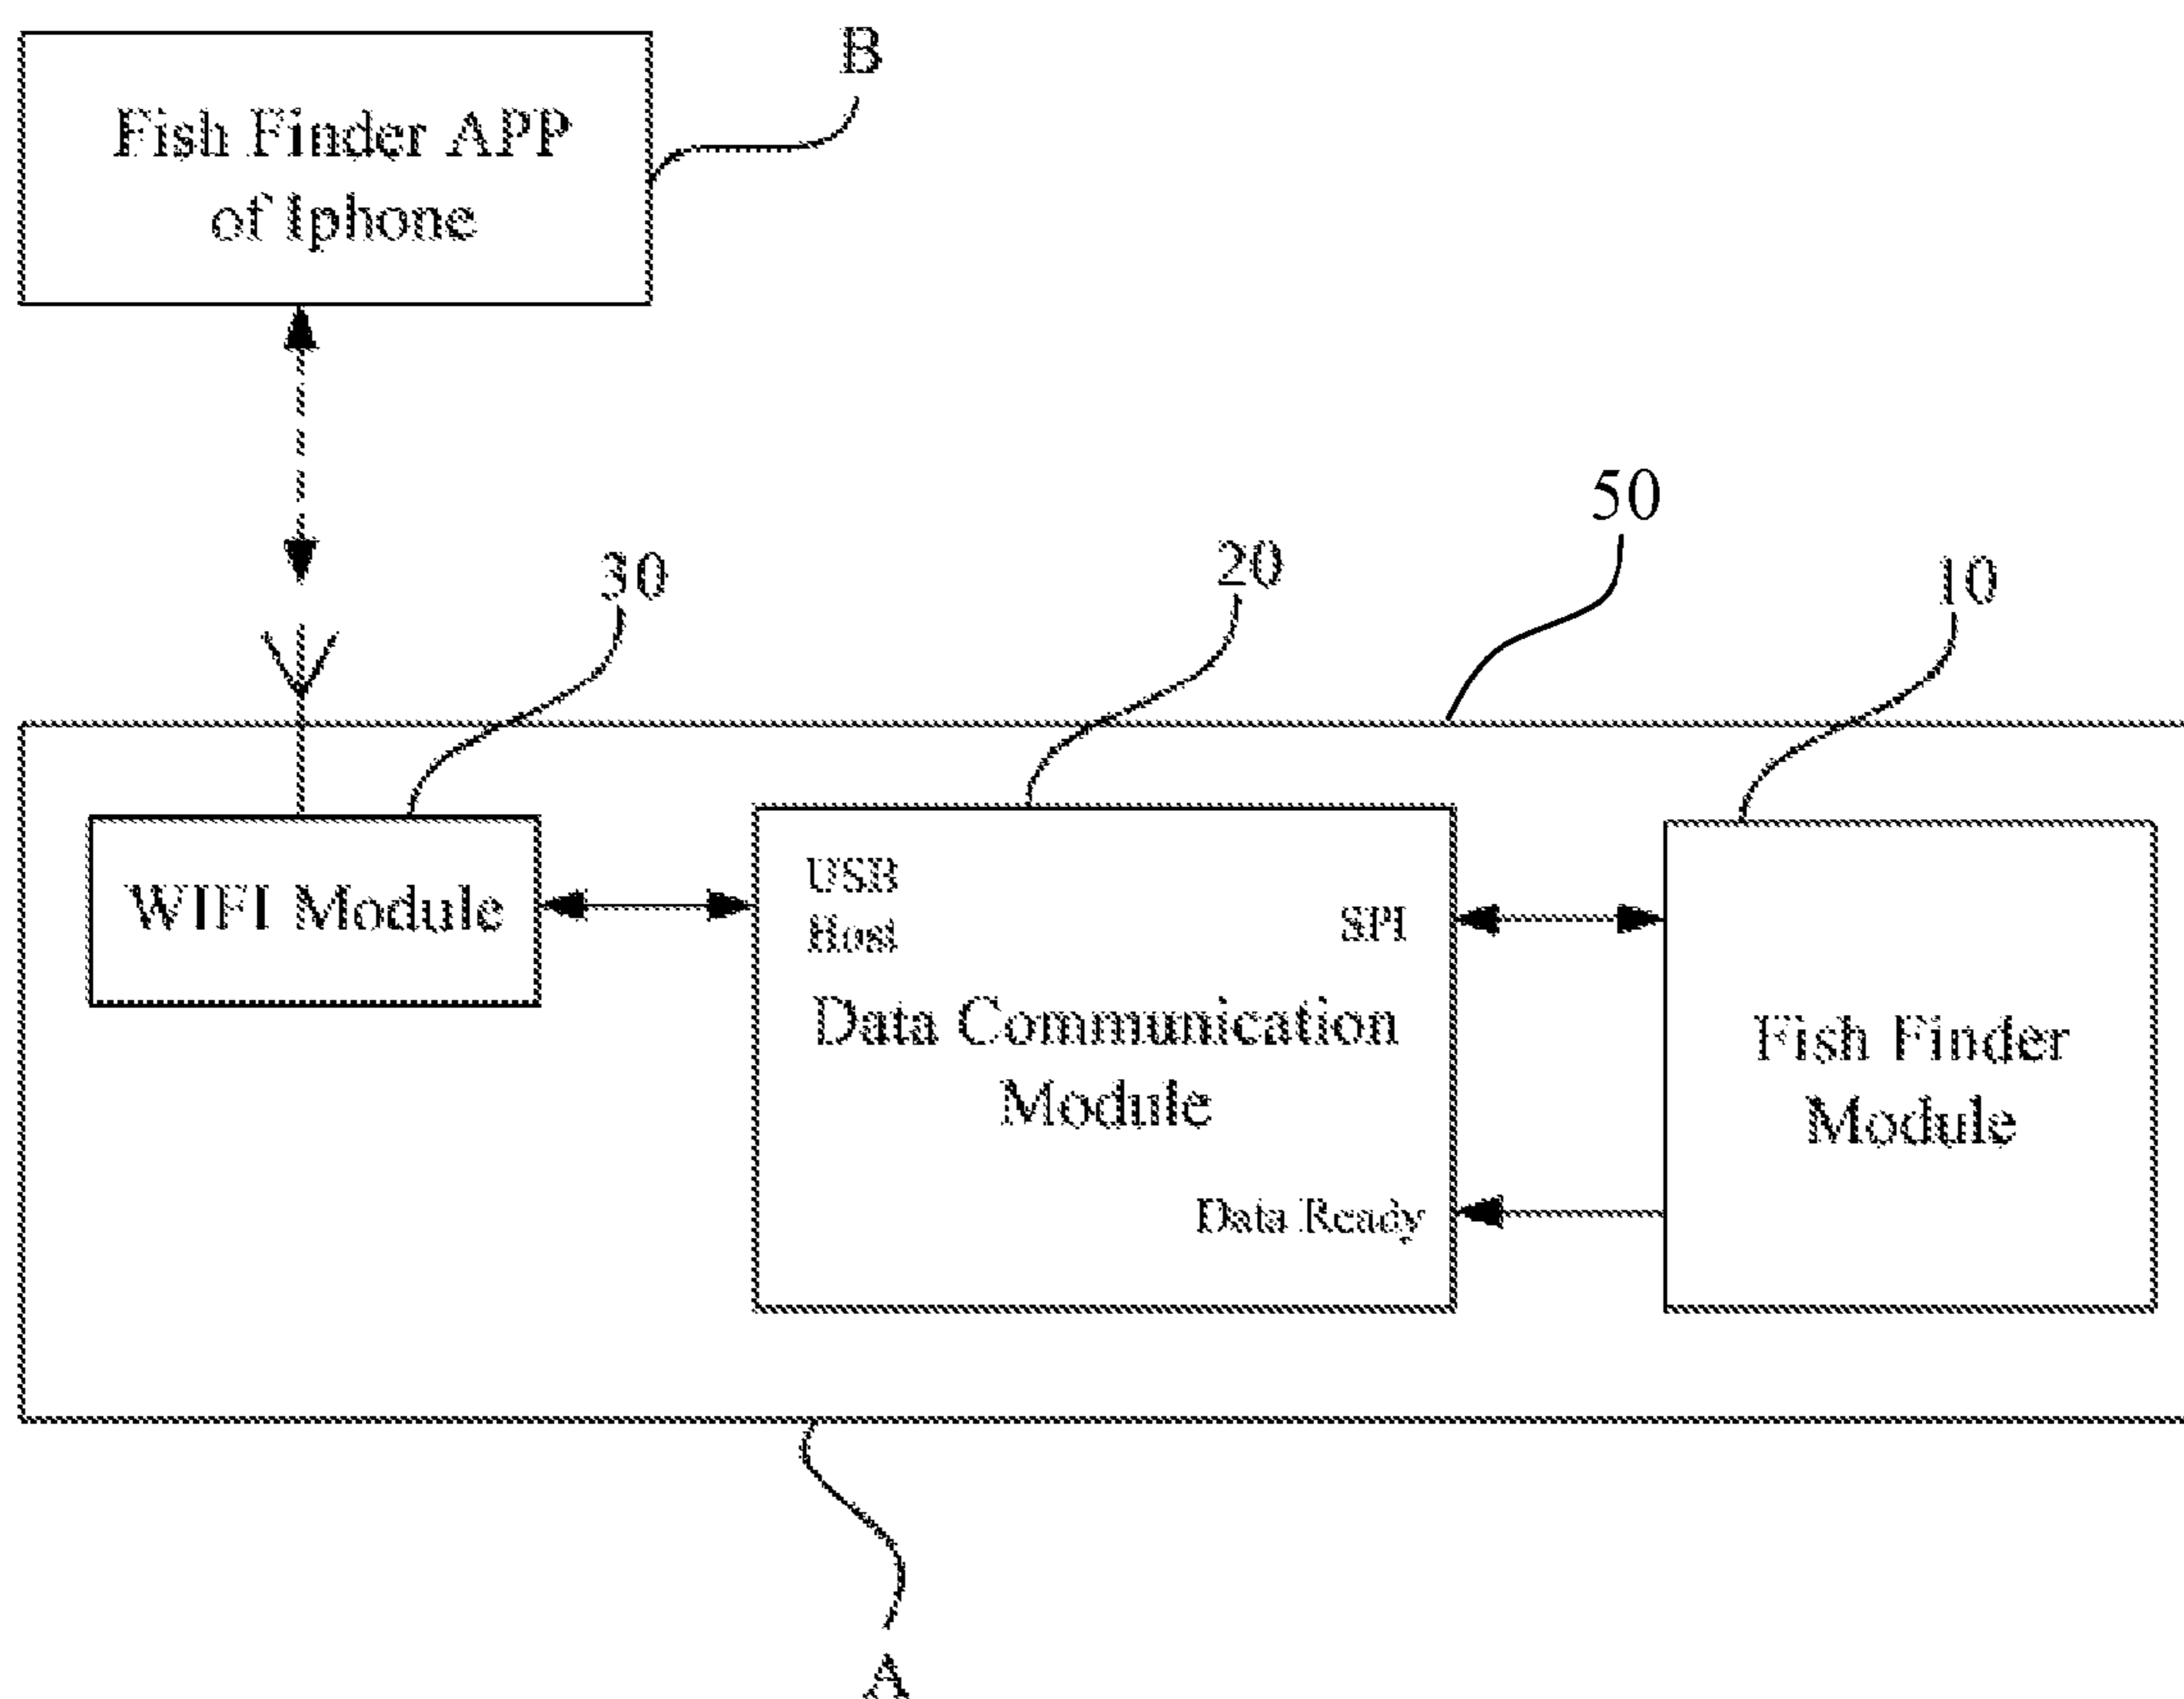 B
Fish Finder APP
of Iphone
50
30
20
10
WIFI Module
USB
Host
SPI
Data Communication
Module
Fish Finder
Module
Data Ready
A